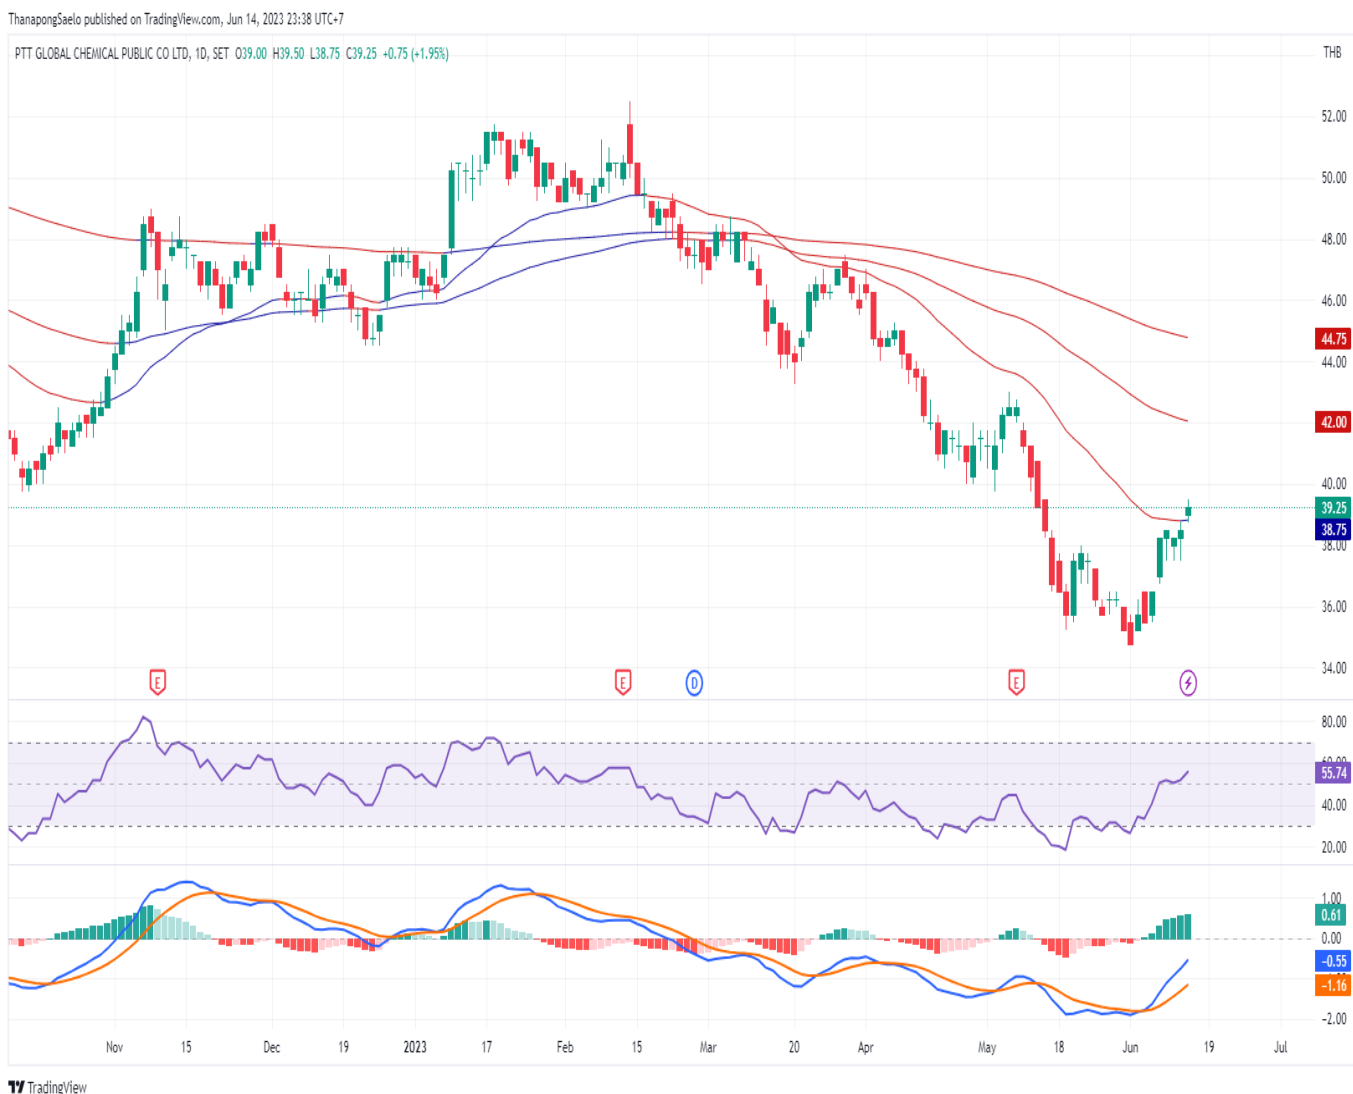 ThanapongSaelo published on TradingView.com, Jun 14, 2023 23:38 UTC+7
PTT GLOBAL CHEMICAL PUBLIC CO LTD, 1D, SET O39.00 H39.50 L38.75 C39.25 +0.75 (+1.95%)
THB
52.00
50.00
48.00
46.00
44.75
44.00
42.00
40.00
39.25
38.75
38.00
36.00
34.00
E
E
D
E
80.00
60.00
55.74
40.00
20.00
1.00
0.61
0.00
−0.55
−1.16
−2.00
Nov 15 Dec 19 2023 17 Feb 15 Mar 20 Apr May 18 Jun 19 Jul
TradingView